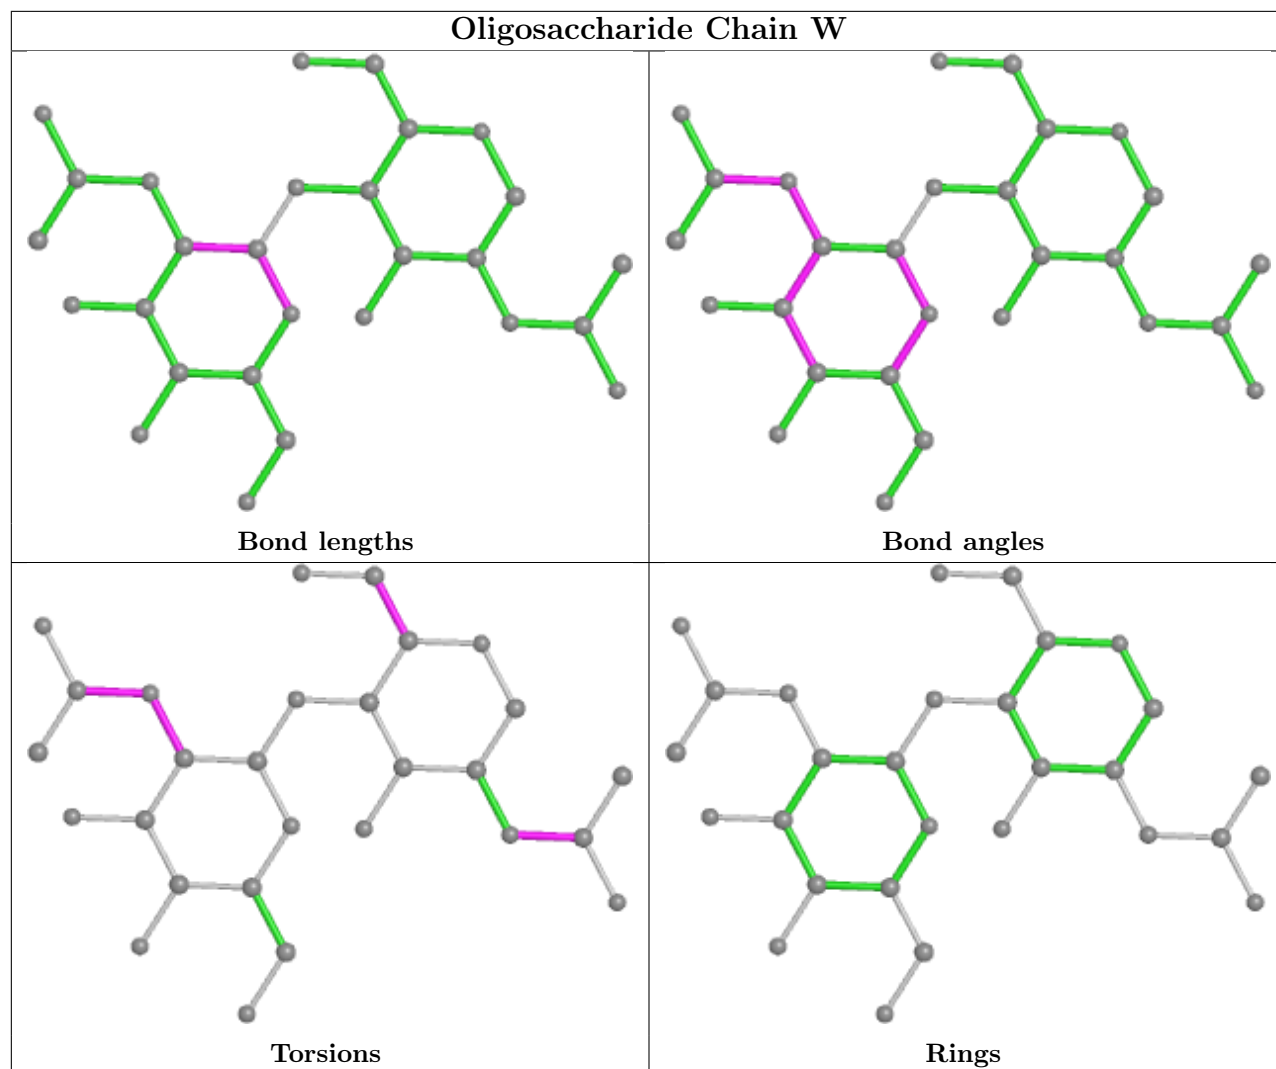 Oligosaccharide Chain W
Bond lengths
Bond angles
Torsions
Rings